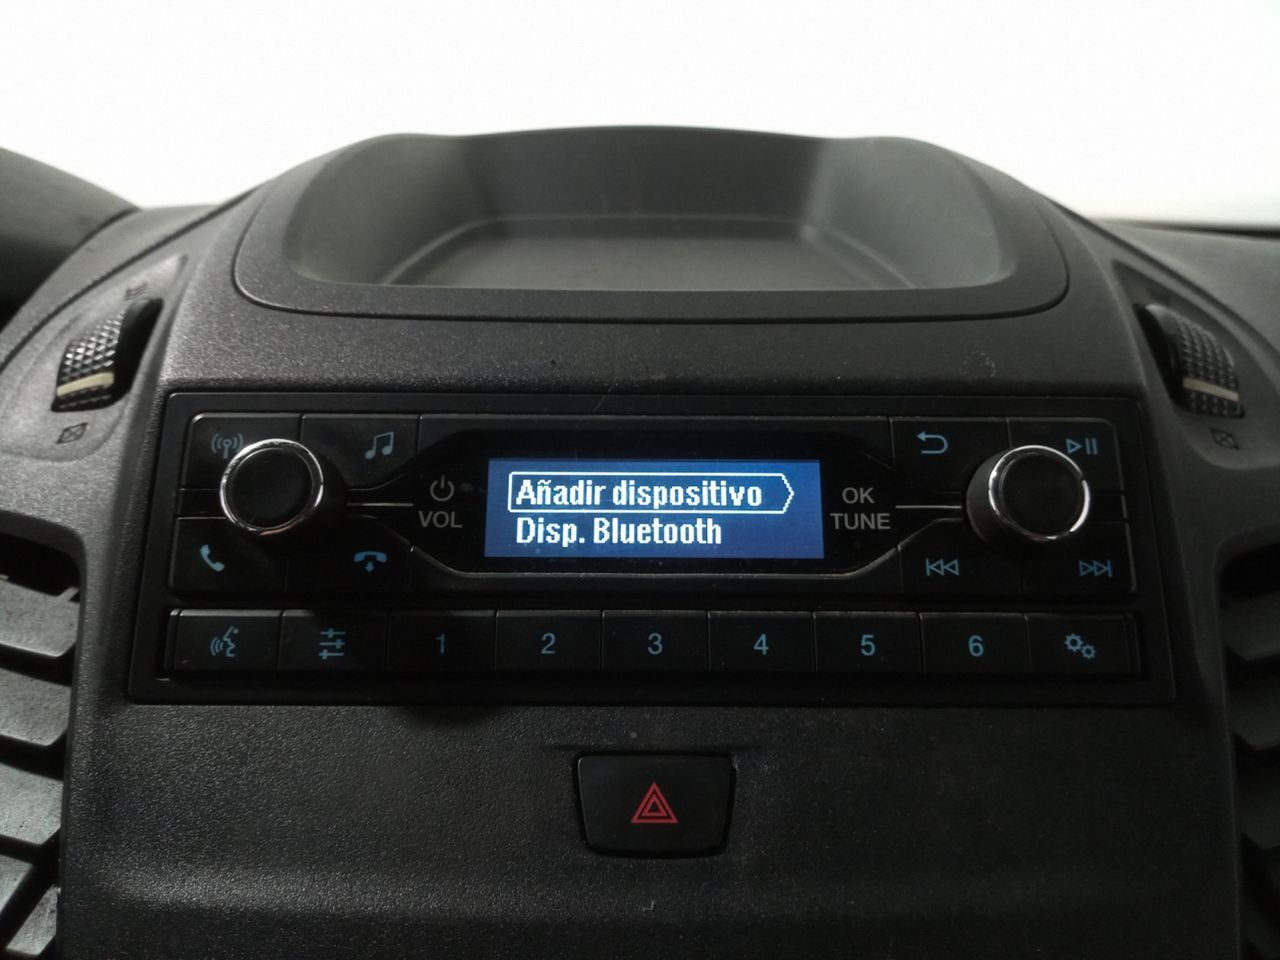 Añadir dispositivo
Disp. Bluetooth
VOL
OK
TUNE
1 2 3 4 5 6